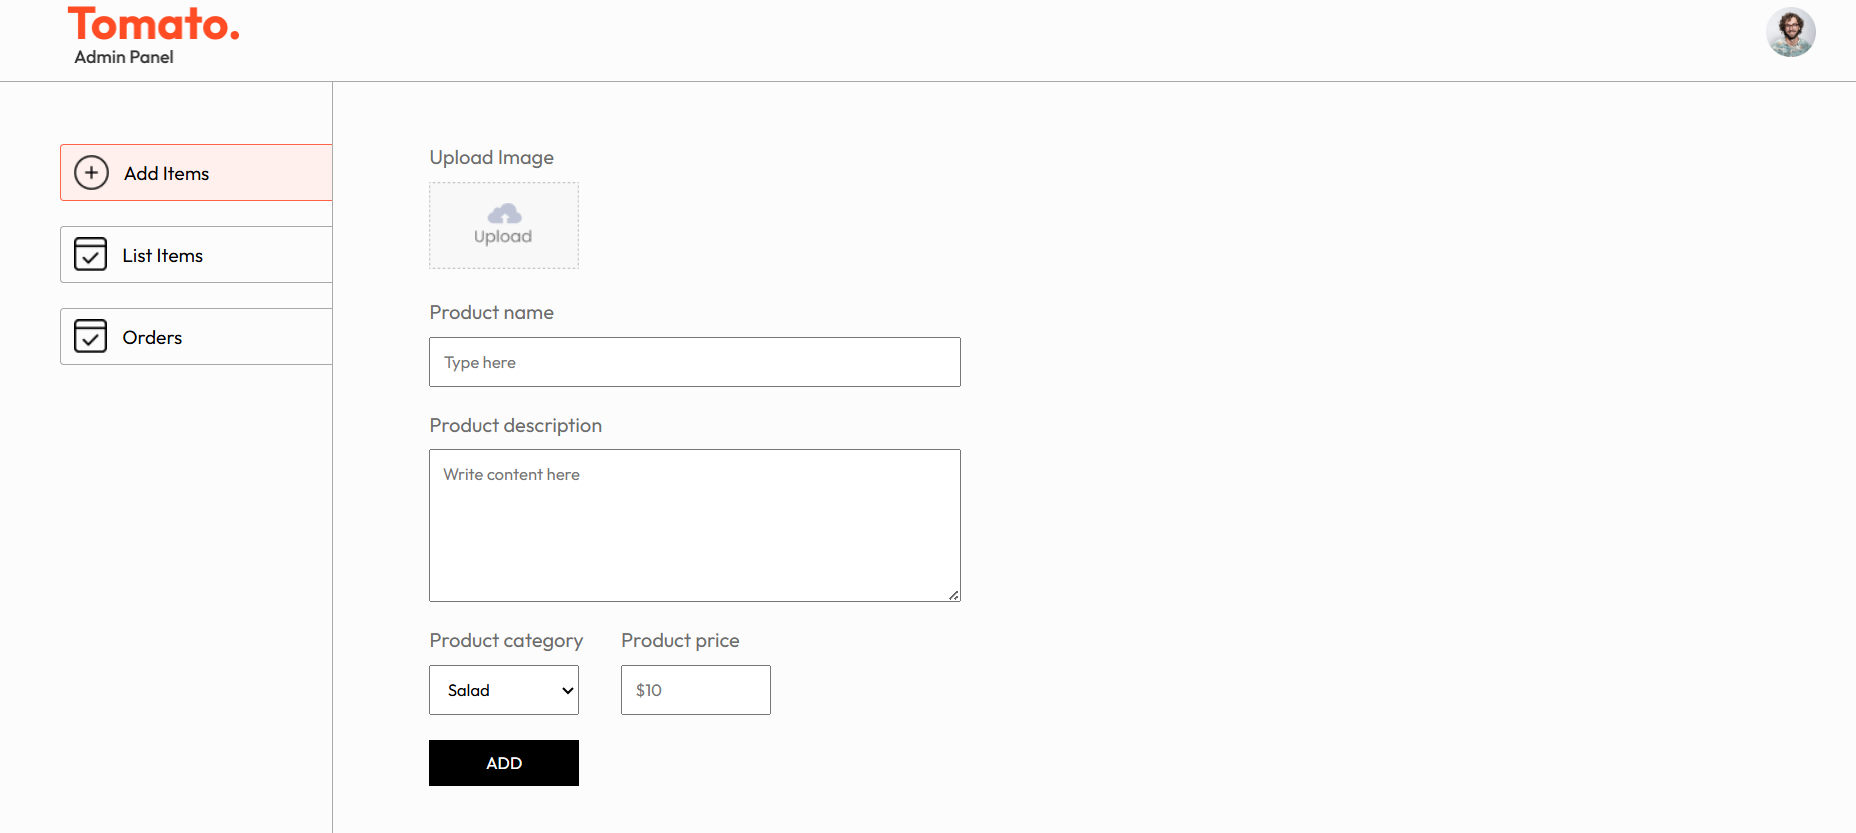 Tomato.
Admin Panel
Add Items
List Items
Orders
Upload Image
Upload
Product name
Type here
Product description
Write content here
Product category Product price
Salad $10
ADD